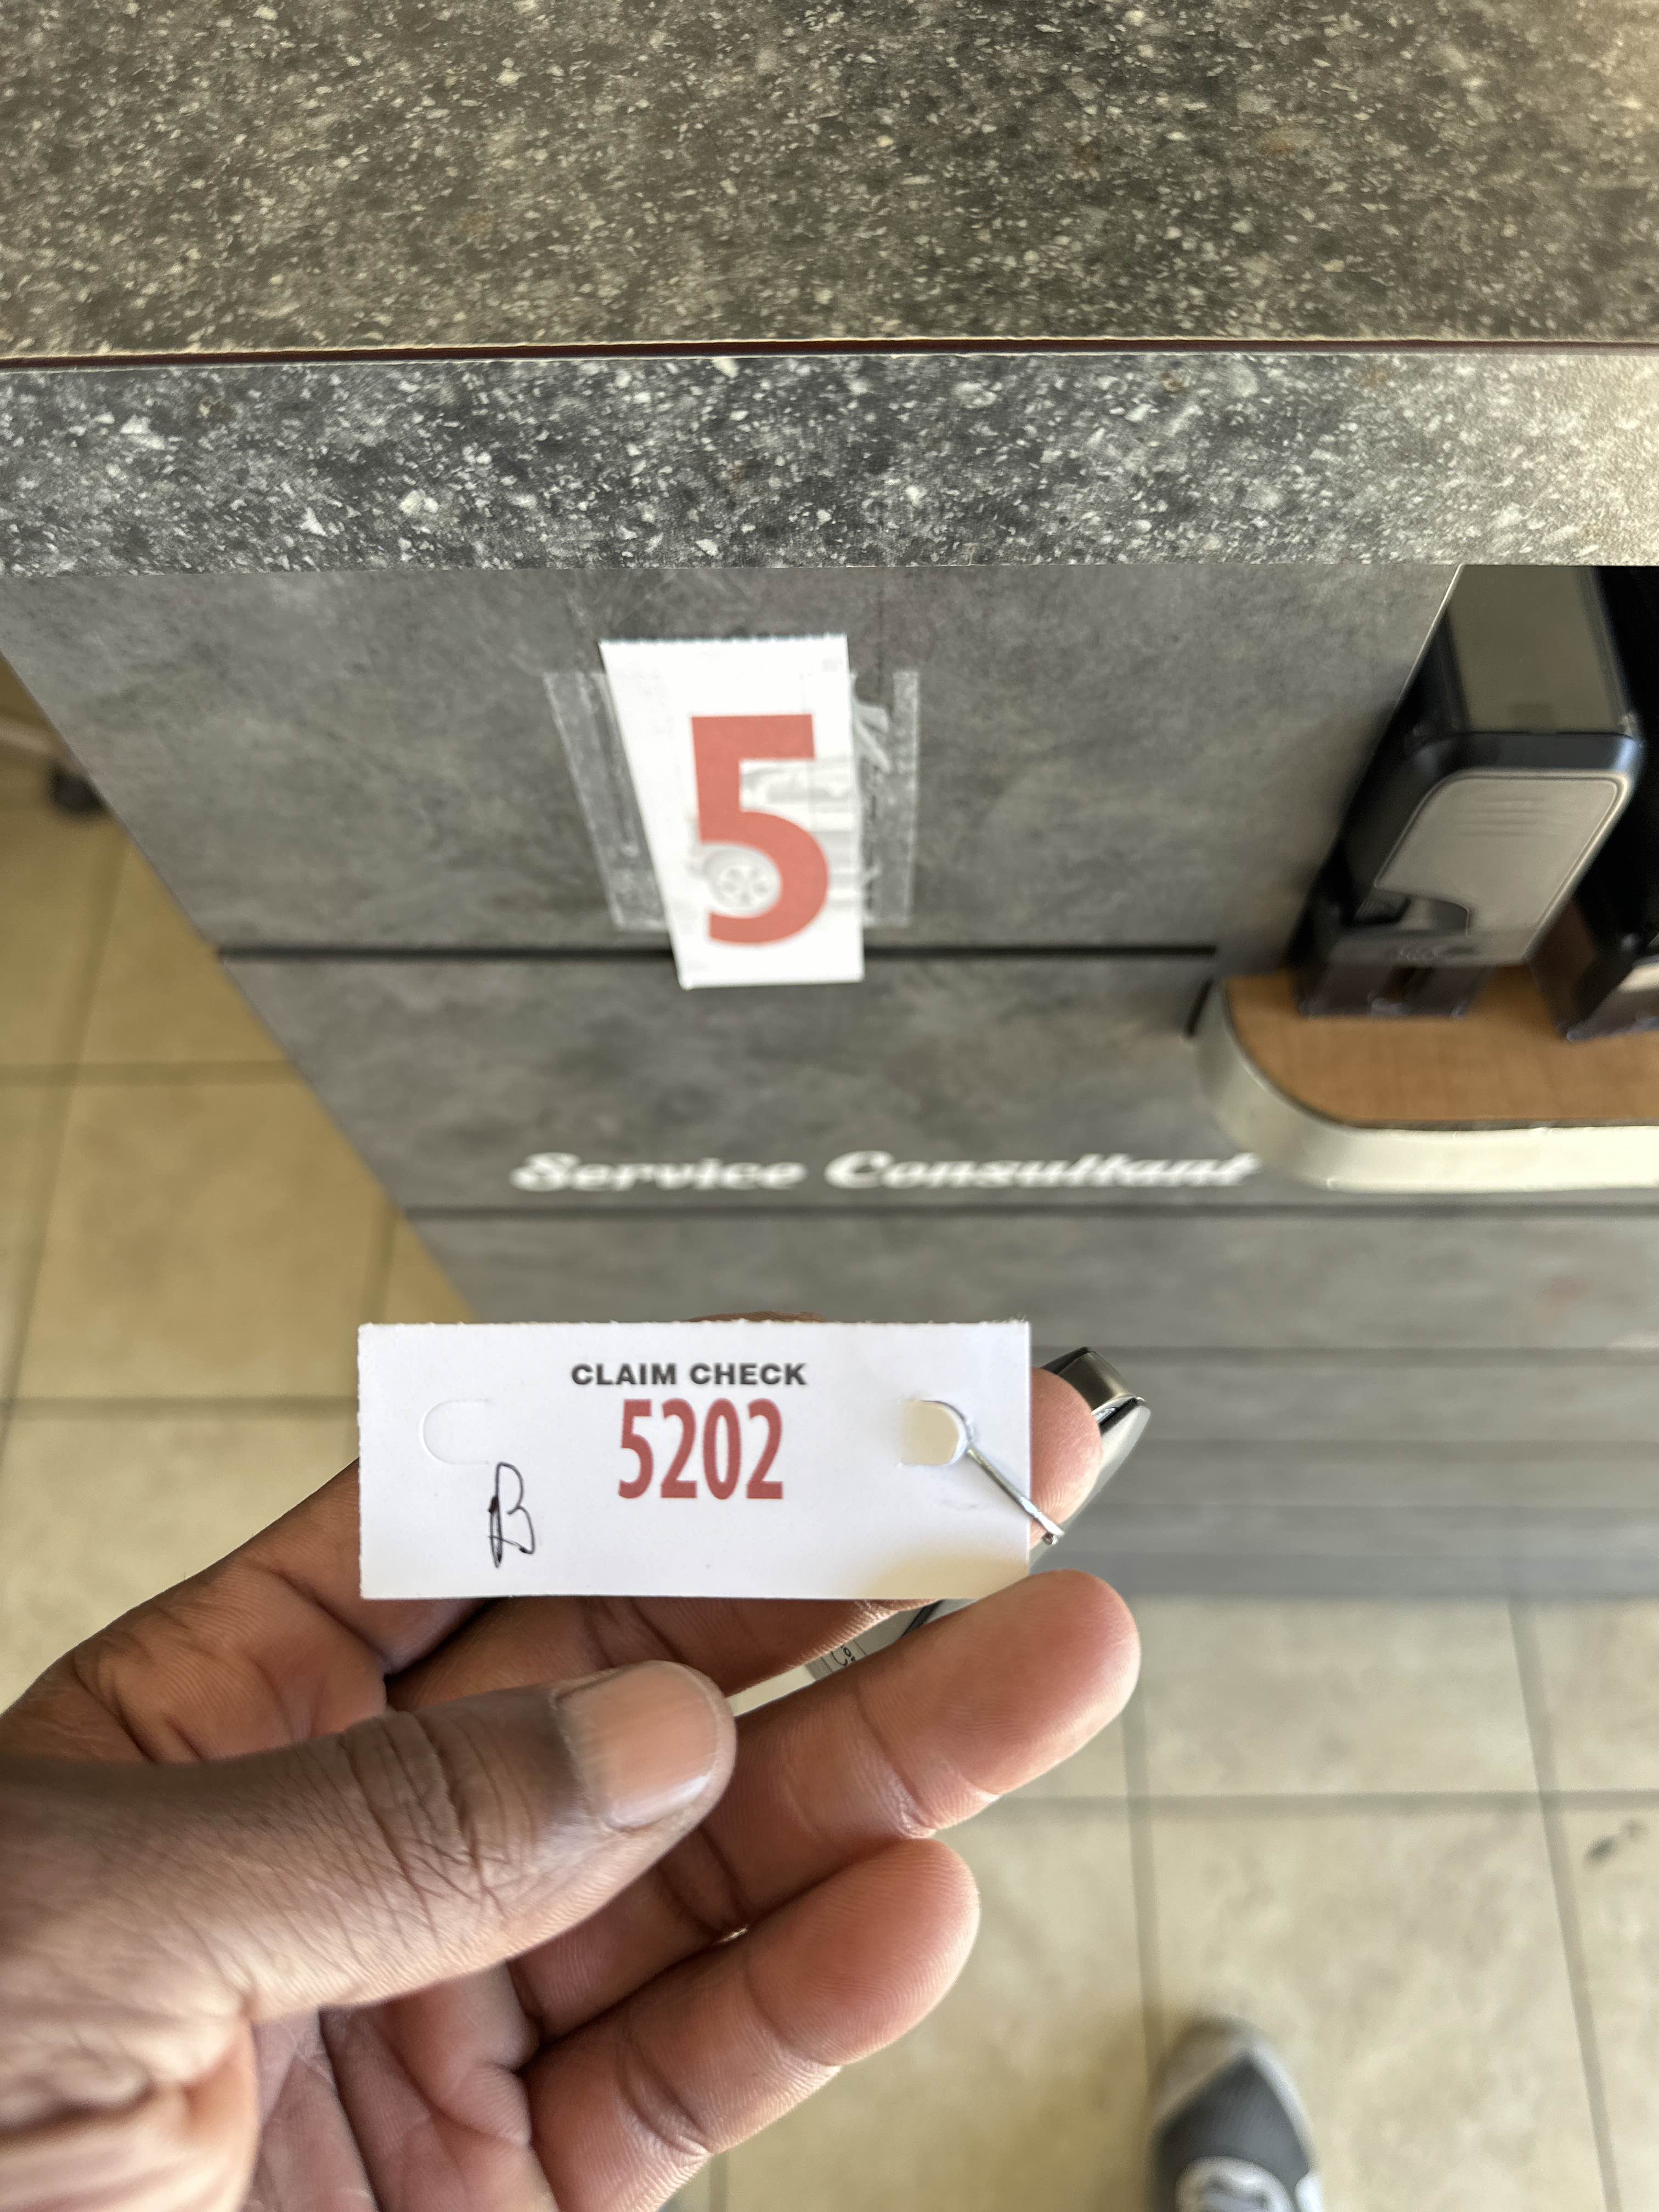 5
Service Consultant
CLAIM CHECK
5202
B